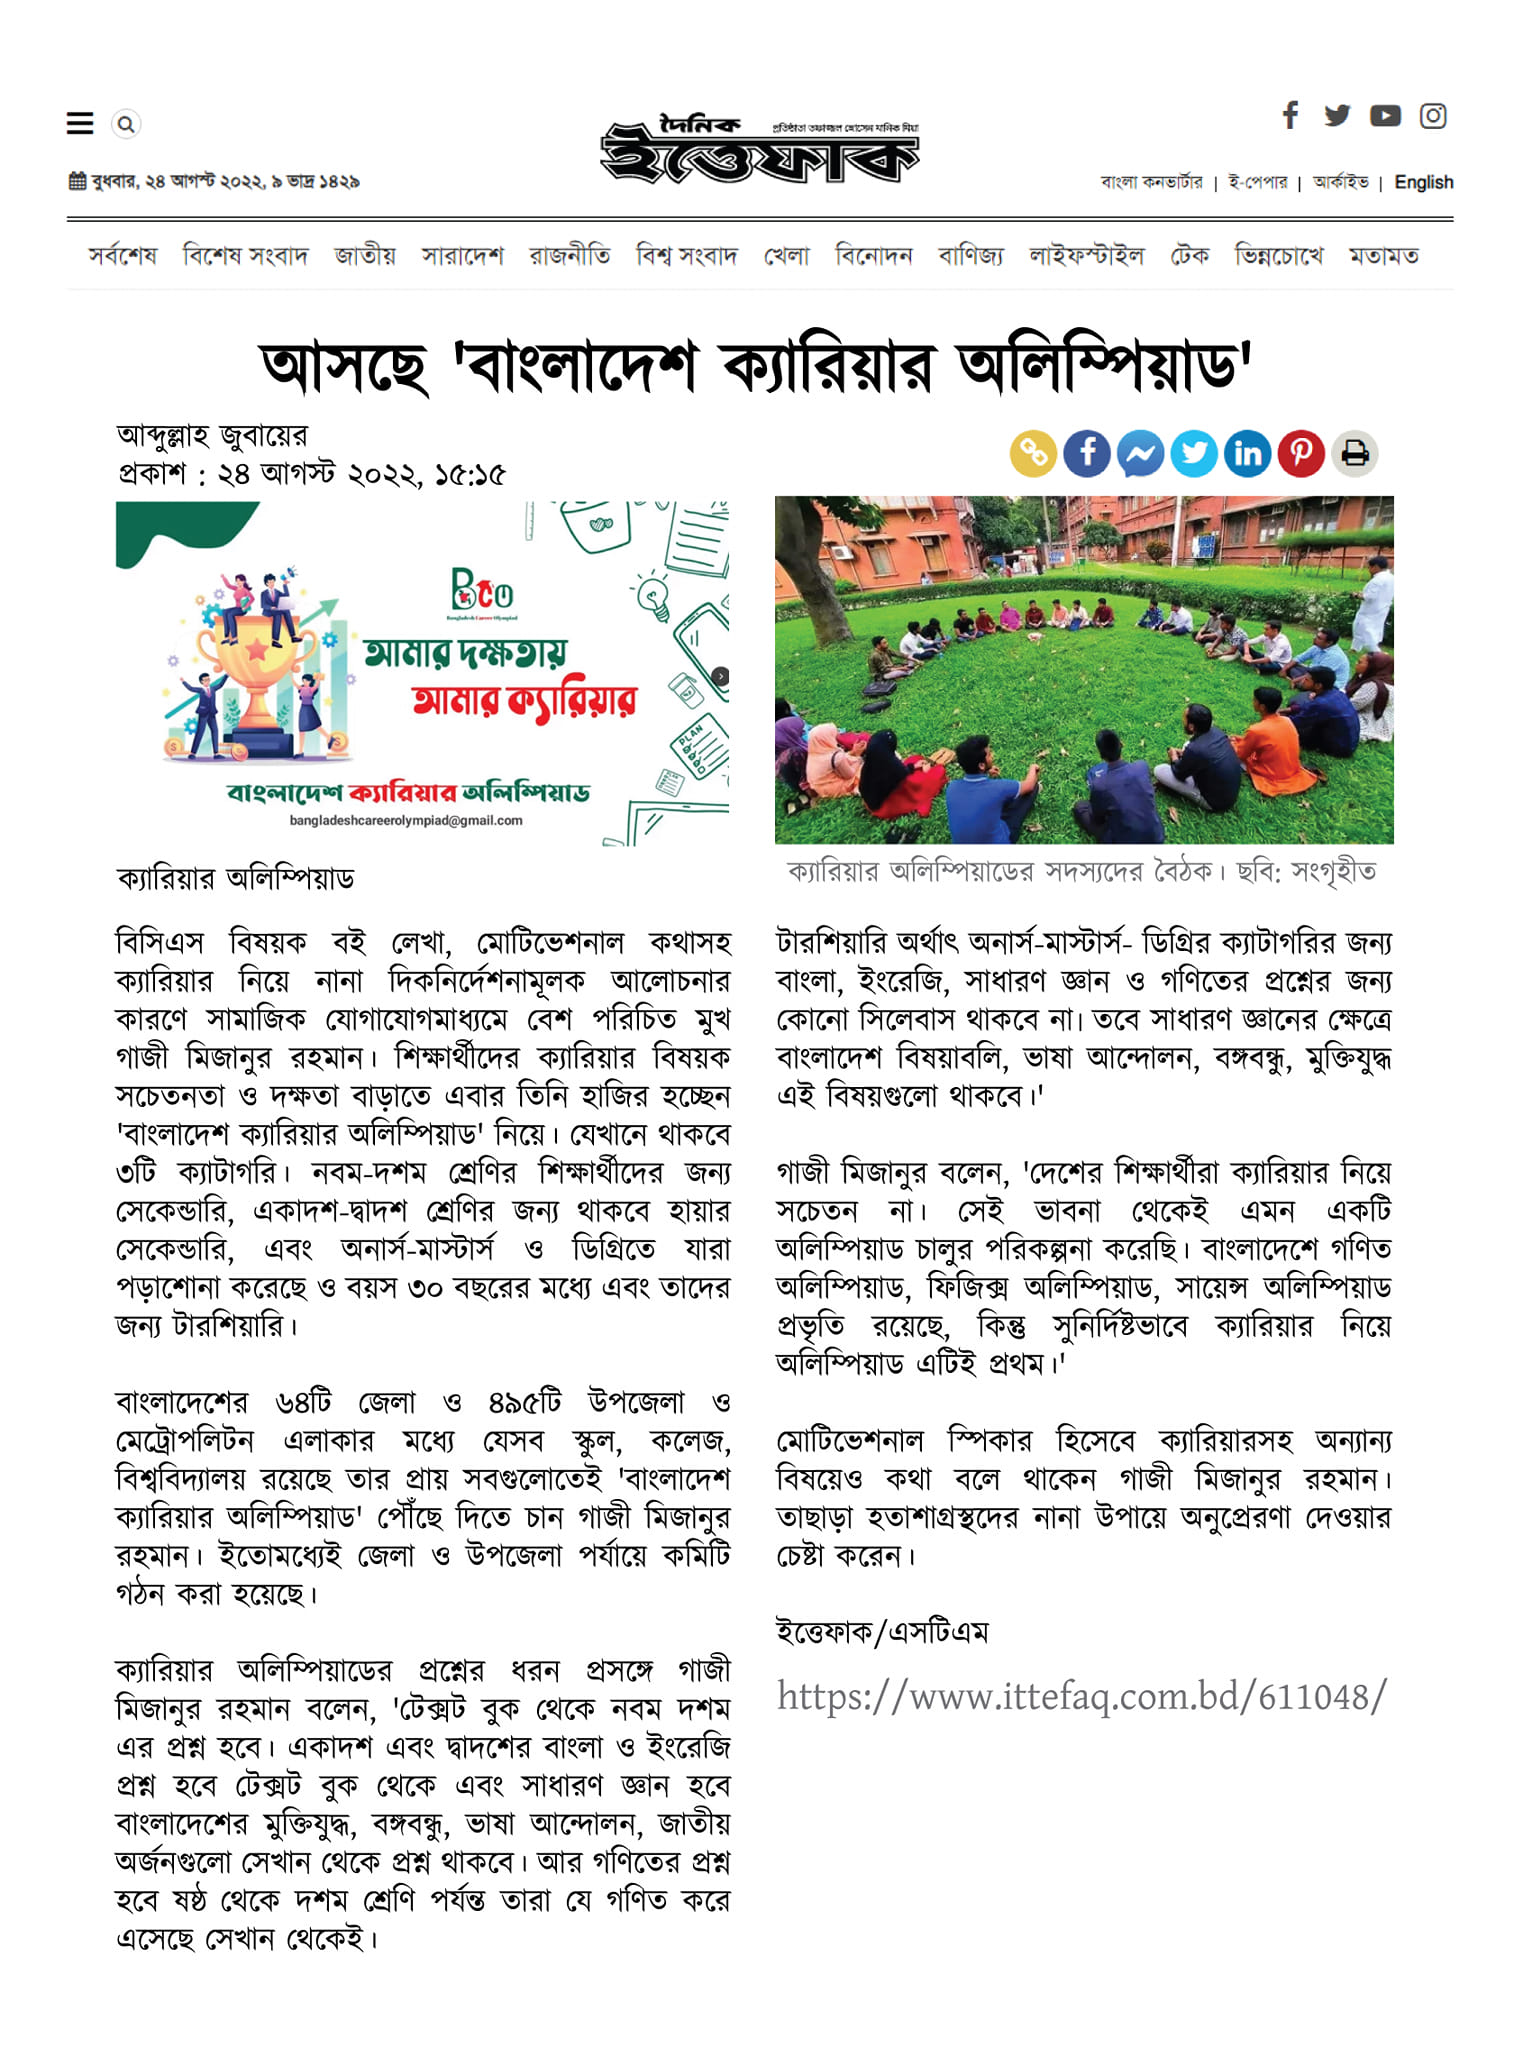 বুধবার, ২৪ আগস্ট ২০২২, ৯ ভাদ্র ১৪২৯
দৈনিক
প্রতিষ্ঠাতা তফাজ্জল হোসেন মানিক মিয়া
ইত্তেফাক
বাংলা কনভার্টার | ই-পেপার | আর্কাইভ | English
সর্বশেষ বিশেষ সংবাদ জাতীয় সারাদেশ রাজনীতি বিশ্ব সংবাদ খেলা বিনোদন বাণিজ্য লাইফস্টাইল টেক ভিন্নচোখে মতামত
আসছে 'বাংলাদেশ ক্যারিয়ার অলিম্পিয়াড'
আব্দুল্লাহ জুবায়ের
প্রকাশ : ২৪ আগস্ট ২০২২, ১৫:১৫
BCO
Bangladesh Career Olympiad
আমার দক্ষতায়
আমার ক্যারিয়ার
PLAN
বাংলাদেশ ক্যারিয়ার অলিম্পিয়াড
bangladeshcareerolympiad@gmail.com
ক্যারিয়ার অলিম্পিয়াড
বিসিএস বিষয়ক বই লেখা, মোটিভেশনাল কথাসহ
ক্যারিয়ার নিয়ে নানা দিকনির্দেশনামূলক আলোচনার
কারণে সামাজিক যোগাযোগমাধ্যমে বেশ পরিচিত মুখ
গাজী মিজানুর রহমান। শিক্ষার্থীদের ক্যারিয়ার বিষয়ক
সচেতনতা ও দক্ষতা বাড়াতে এবার তিনি হাজির হচ্ছেন
'বাংলাদেশ ক্যারিয়ার অলিম্পিয়াড' নিয়ে। যেখানে থাকবে
৩টি ক্যাটাগরি। নবম-দশম শ্রেণির শিক্ষার্থীদের জন্য
সেকেন্ডারি, একাদশ-দ্বাদশ শ্রেণির জন্য থাকবে হায়ার
সেকেন্ডারি, এবং অনার্স-মাস্টার্স ও ডিগ্রিতে যারা
পড়াশোনা করেছে ও বয়স ৩০ বছরের মধ্যে এবং তাদের
জন্য টারশিয়ারি।
বাংলাদেশের ৬৪টি জেলা ও ৪৯৫টি উপজেলা ও
মেট্রোপলিটন এলাকার মধ্যে যেসব স্কুল, কলেজ,
বিশ্ববিদ্যালয় রয়েছে তার প্রায় সবগুলোতেই 'বাংলাদেশ
ক্যারিয়ার অলিম্পিয়াড' পৌঁছে দিতে চান গাজী মিজানুর
রহমান। ইতোমধ্যেই জেলা ও উপজেলা পর্যায়ে কমিটি
গঠন করা হয়েছে।
ক্যারিয়ার অলিম্পিয়াডের প্রশ্নের ধরন প্রসঙ্গে গাজী
মিজানুর রহমান বলেন, 'টেক্সট বুক থেকে নবম দশম
এর প্রশ্ন হবে। একাদশ এবং দ্বাদশের বাংলা ও ইংরেজি
প্রশ্ন হবে টেক্সট বুক থেকে এবং সাধারণ জ্ঞান হবে
বাংলাদেশের মুক্তিযুদ্ধ, বঙ্গবন্ধু, ভাষা আন্দোলন, জাতীয়
অর্জনগুলো সেখান থেকে প্রশ্ন থাকবে। আর গণিতের প্রশ্ন
হবে ষষ্ঠ থেকে দশম শ্রেণি পর্যন্ত তারা যে গণিত করে
এসেছে সেখান থেকেই।
ক্যারিয়ার অলিম্পিয়াডের সদস্যদের বৈঠক। ছবি: সংগৃহীত
টারশিয়ারি অর্থাৎ অনার্স-মাস্টার্স- ডিগ্রির ক্যাটাগরির জন্য
বাংলা, ইংরেজি, সাধারণ জ্ঞান ও গণিতের প্রশ্নের জন্য
কোনো সিলেবাস থাকবে না। তবে সাধারণ জ্ঞানের ক্ষেত্রে
বাংলাদেশ বিষয়াবলি, ভাষা আন্দোলন, বঙ্গবন্ধু, মুক্তিযুদ্ধ
এই বিষয়গুলো থাকবে।'
গাজী মিজানুর বলেন, 'দেশের শিক্ষার্থীরা ক্যারিয়ার নিয়ে
সচেতন না। সেই ভাবনা থেকেই এমন একটি
অলিম্পিয়াড চালুর পরিকল্পনা করেছি। বাংলাদেশে গণিত
অলিম্পিয়াড, ফিজিক্স অলিম্পিয়াড, সায়েন্স অলিম্পিয়াড
প্রভৃতি রয়েছে, কিন্তু সুনির্দিষ্টভাবে ক্যারিয়ার নিয়ে
অলিম্পিয়াড এটিই প্রথম।'
মোটিভেশনাল স্পিকার হিসেবে ক্যারিয়ারসহ অন্যান্য
বিষয়েও কথা বলে থাকেন গাজী মিজানুর রহমান।
তাছাড়া হতাশাগ্রস্থদের নানা উপায়ে অনুপ্রেরণা দেওয়ার
চেষ্টা করেন।
ইত্তেফাক/এসটিএম
https://www.ittefaq.com.bd/611048/